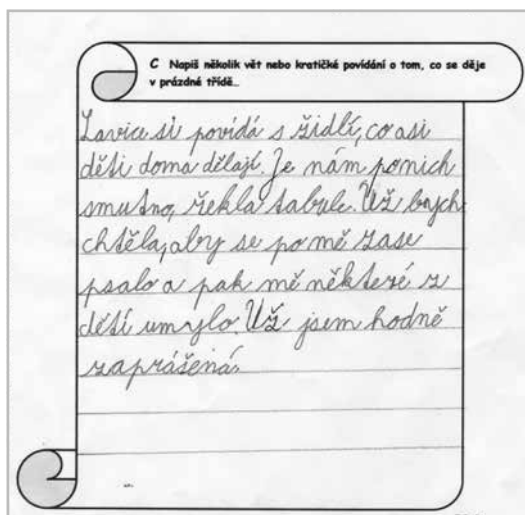 C Napiš několik vět nebo kratičké povídání o tom, co se děje
v prázdné třídě...
Lavice si povídá s židlí, co asi
děti doma dělají. Je nám po nich
smutno, řekla tabule. Už bych
chtěla, aby se po mě zase
psalo a pak mě některé z
dětí umylo. Už jsem hodně
zaprášená.